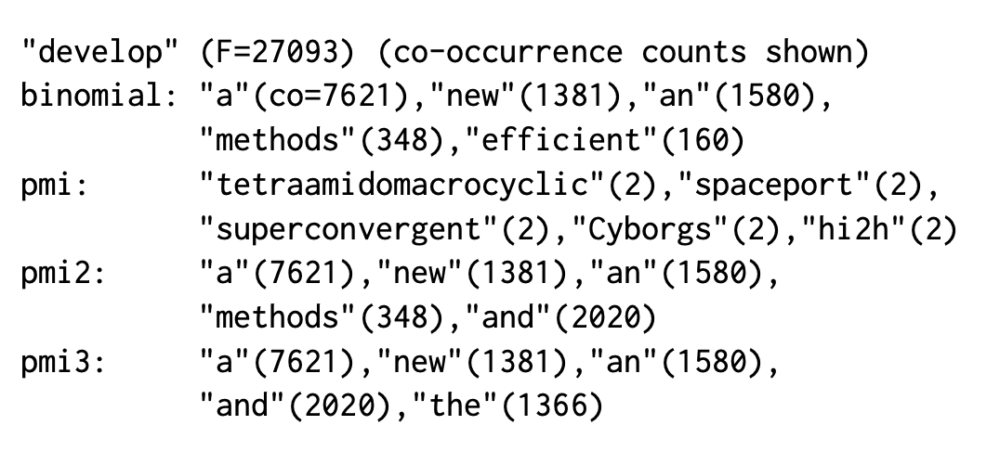 "develop" (F=27093) (co-occurrence counts shown)
binomial: "a"(co=7621),"new"(1381),"an"(1580),
"methods"(348),"efficient"(160)
pmi: "tetraamidomacrocyclic"(2),"spaceport"(2),
"superconvergent"(2),"Cyborgs"(2),"hi2h"(2)
pmi2: "a"(7621),"new"(1381),"an"(1580),
"methods"(348),"and"(2020)
pmi3: "a"(7621),"new"(1381),"an"(1580),
"and"(2020),"the"(1366)